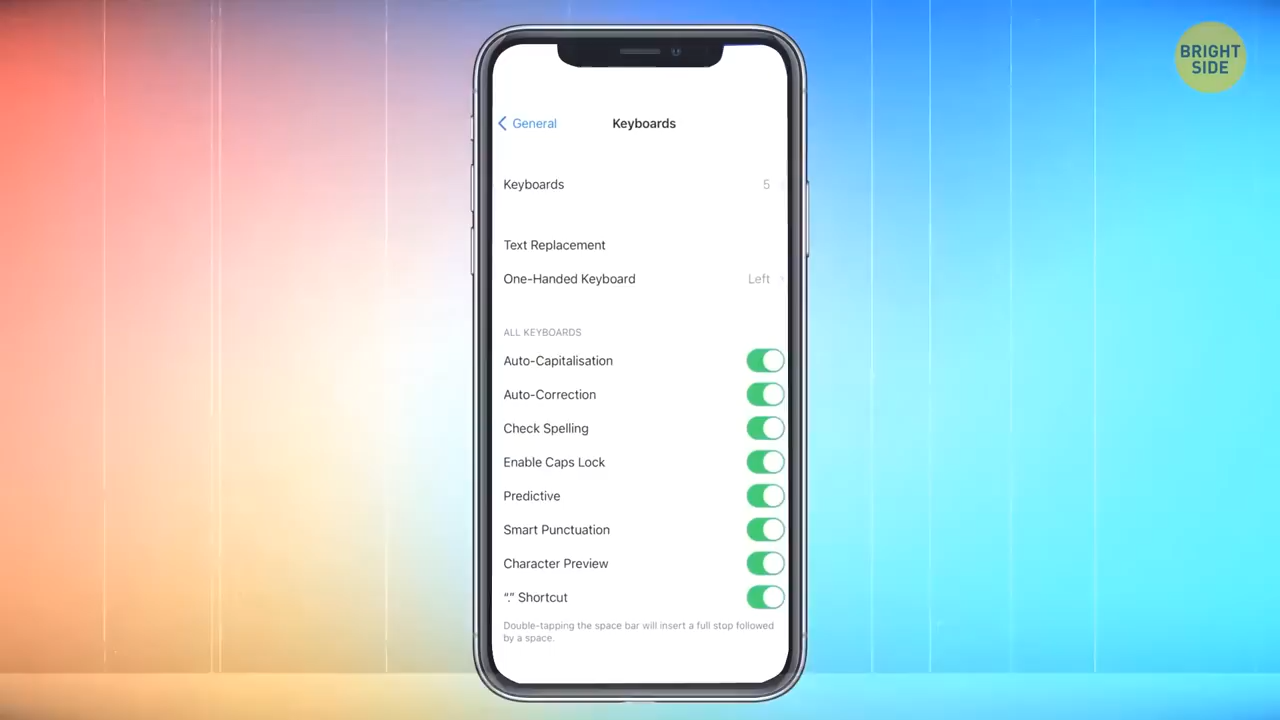 BRIGHT
SIDE
General
Keyboards
Keyboards 5
Text Replacement
One-Handed Keyboard Left
ALL KEYBOARDS
Auto-Capitalisation
Auto-Correction
Check Spelling
Enable Caps Lock
Predictive
Smart Punctuation
Character Preview
“.” Shortcut
Double-tapping the space bar will insert a full stop followed
by a space.